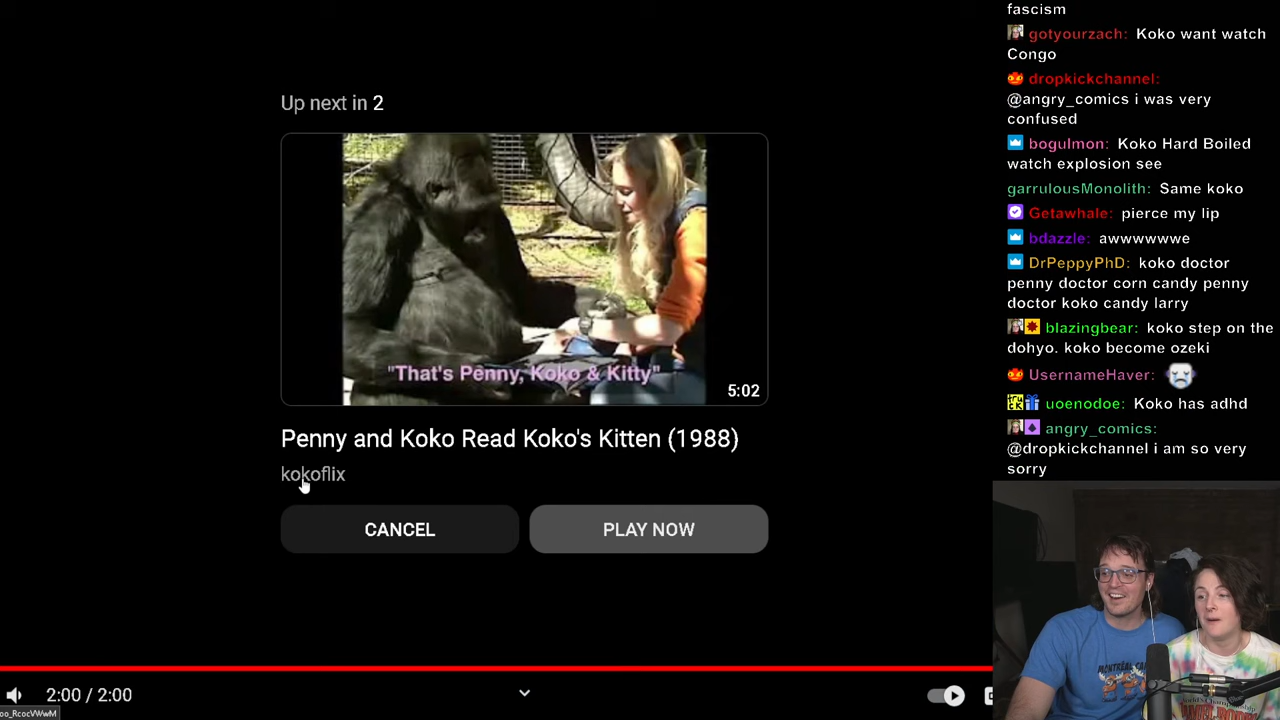 Up next in 2
"That's Penny, Koko & Kitty"
5:02
Penny and Koko Read Koko's Kitten (1988)
kokoflix
CANCEL
PLAY NOW
2:00 / 2:00
oo_RcocVWwM
fascism
gotyourzach: Koko want watch
Congo
dropkickchannel:
@angry_comics i was very
confused
bogulmon: Koko Hard Boiled
watch explosion see
garrulousMonolith: Same koko
Getawhale: pierce my lip
bdazzle: awwwwwwe
DrPeppyPhD: koko doctor
penny doctor corn candy penny
doctor koko candy larry
blazingbear: koko step on the
dohyo. koko become ozeki
UsernameHaver:
uoenodoe: Koko has adhd
angry_comics:
@dropkickchannel i am so very
sorry